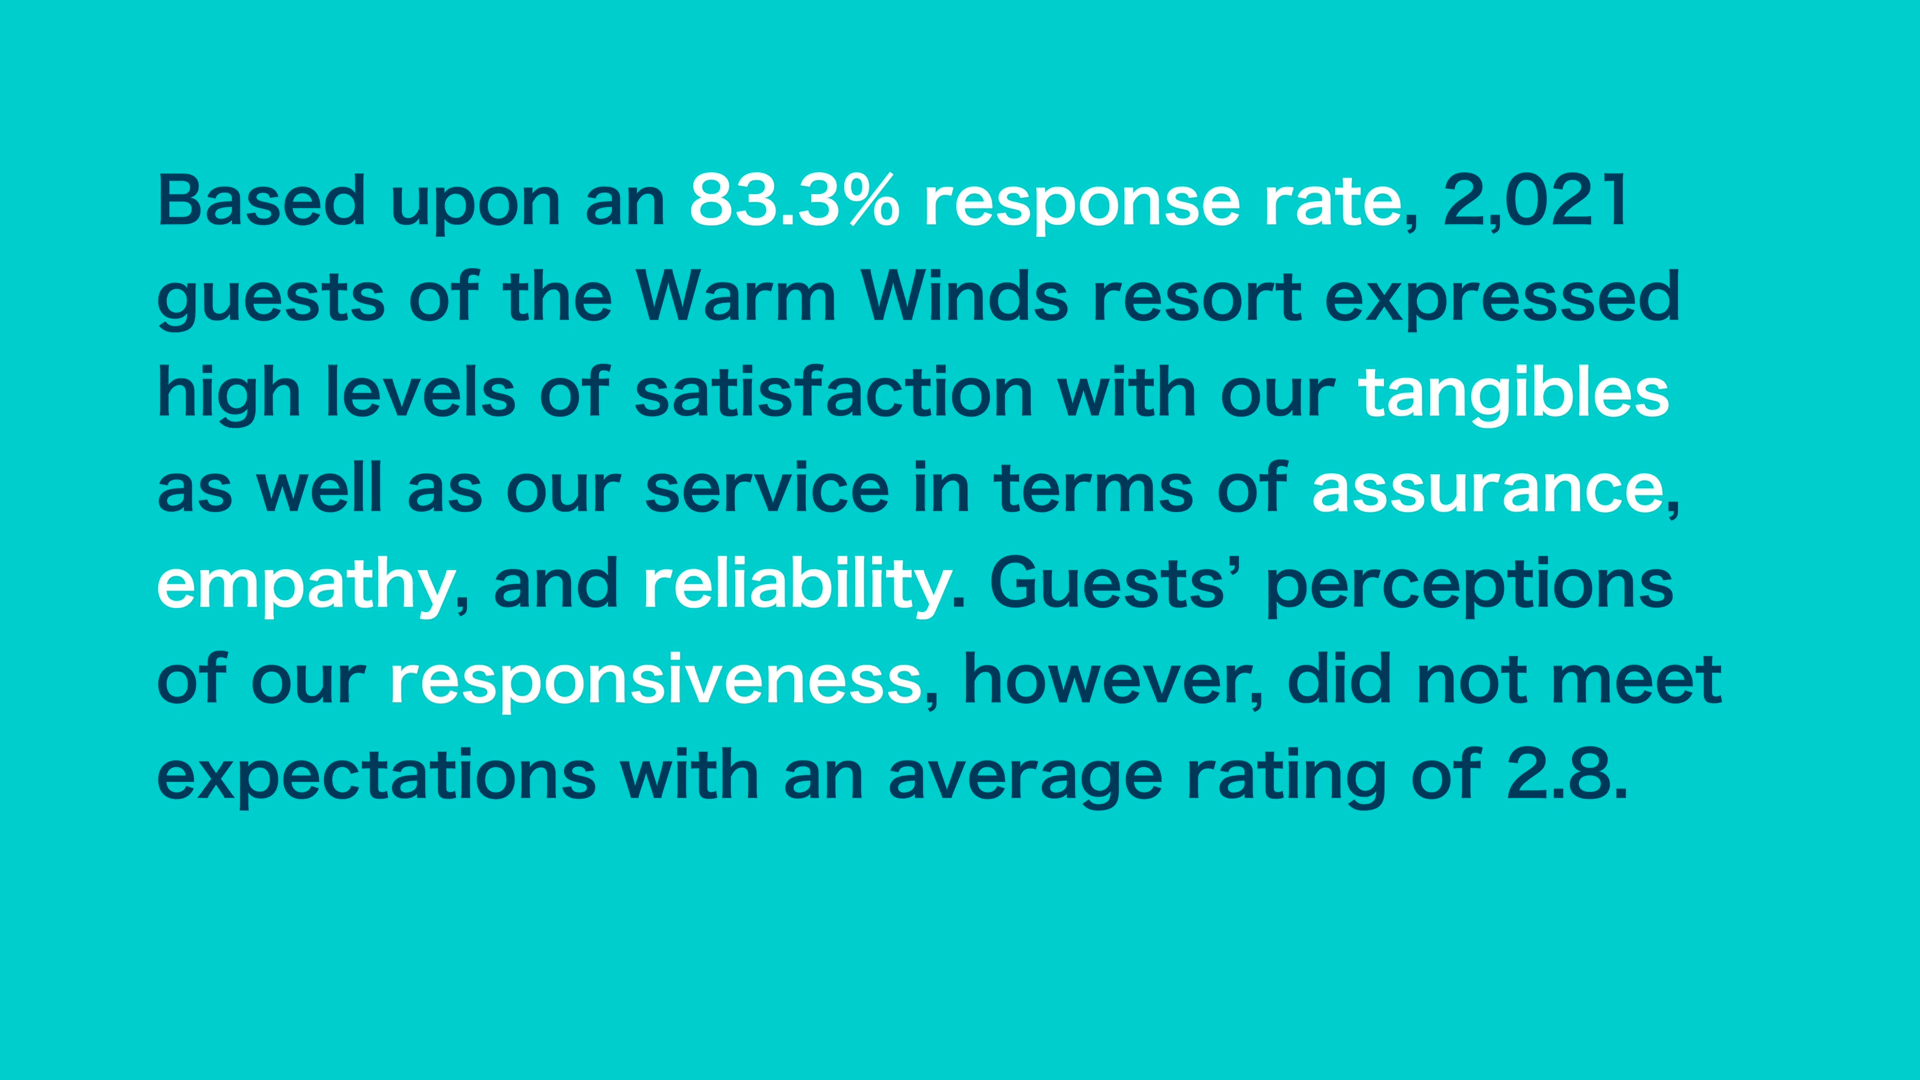 Based upon an 83.3% response rate, 2,021
guests of the Warm Winds resort expressed
high levels of satisfaction with our tangibles
as well as our service in terms of assurance,
empathy, and reliability. Guests’ perceptions
of our responsiveness, however, did not meet
expectations with an average rating of 2.8.